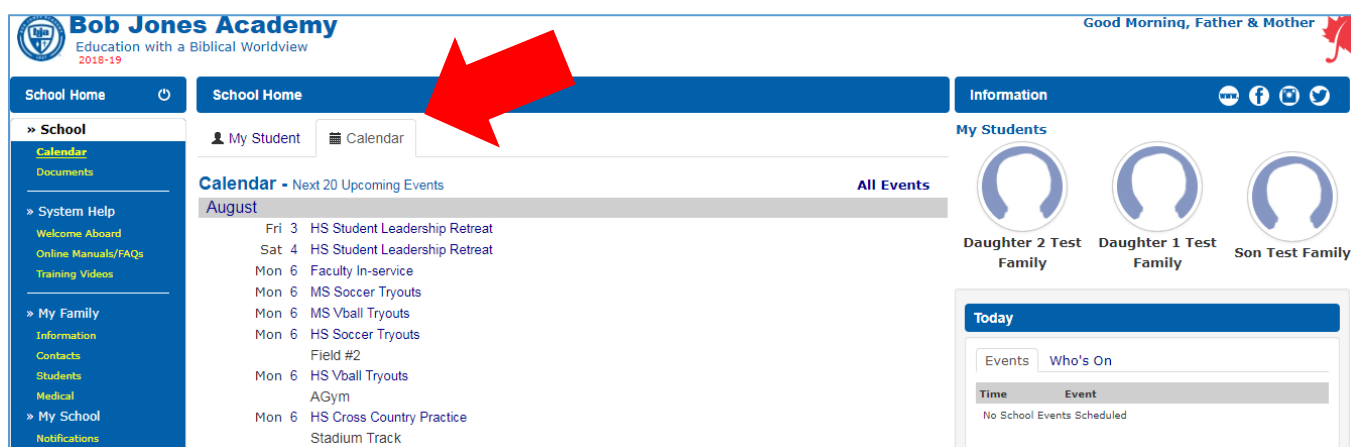 Bob Jones Academy
Education with a Biblical Worldview
2018-19
Good Morning, Father & Mother
School Home
» School
Calendar
Documents
» System Help
Welcome Aboard
Online Manuals/FAQs
Training Videos
» My Family
Information
Contacts
Students
Medical
» My School
Notifications
School Home
My Student Calendar
Calendar - Next 20 Upcoming Events All Events
August
Fri 3 HS Student Leadership Retreat
Sat 4 HS Student Leadership Retreat
Mon 6 Faculty In-service
Mon 6 MS Soccer Tryouts
Mon 6 MS Vball Tryouts
Mon 6 HS Soccer Tryouts
Field #2
Mon 6 HS Vball Tryouts
AGym
Mon 6 HS Cross Country Practice
Stadium Track
Information
www.
My Students
Daughter 2 Test Family
Daughter 1 Test Family
Son Test Family
Today
Events Who's On
Time Event
No School Events Scheduled